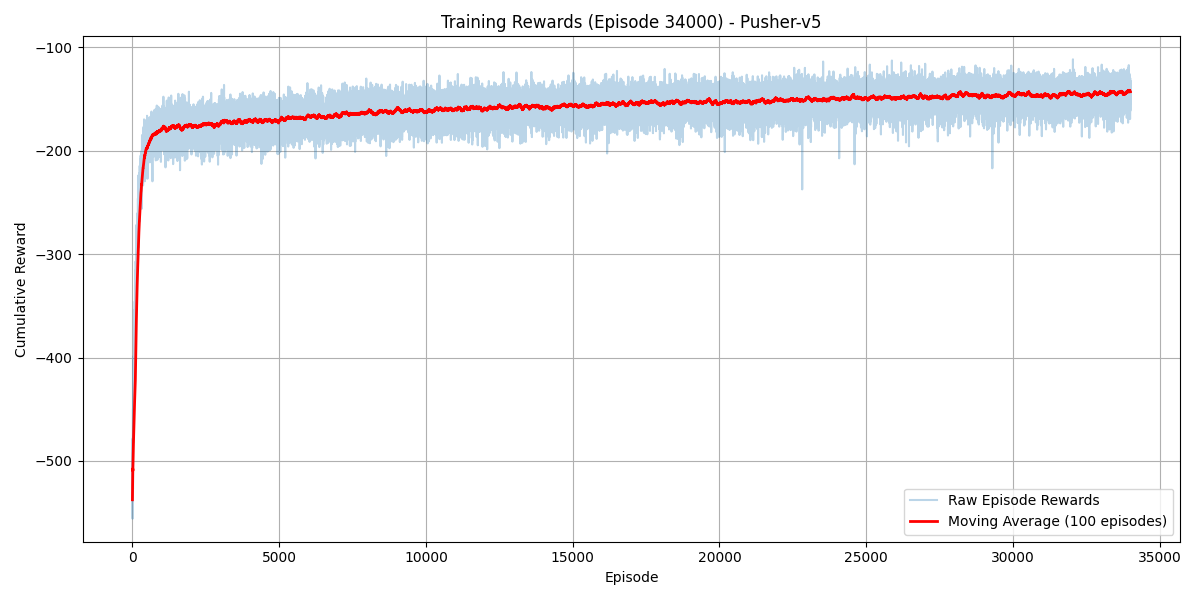 Training Rewards (Episode 34000) - Pusher-v5
Cumulative Reward
−100
−200
−300
−400
−500
Raw Episode Rewards
Moving Average (100 episodes)
0
5000
10000
15000
20000
25000
30000
35000
Episode